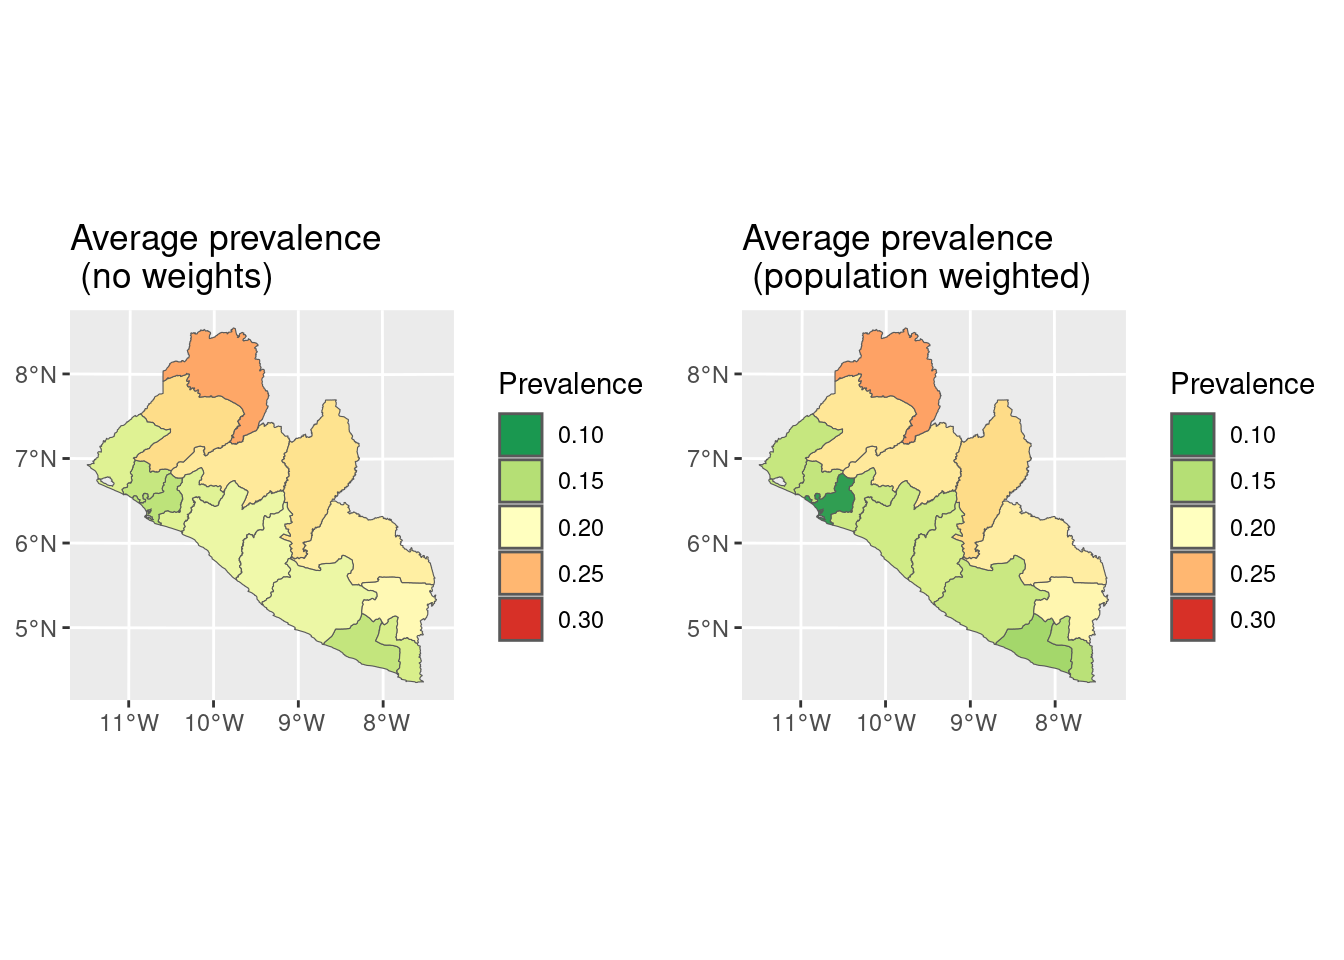 Average prevalence
(no weights)
8°N
7°N
6°N
5°N
11°W 10°W 9°W 8°W
Prevalence
0.10
0.15
0.20
0.25
0.30
Average prevalence
(population weighted)
8°N
7°N
6°N
5°N
11°W 10°W 9°W 8°W
Prevalence
0.10
0.15
0.20
0.25
0.30